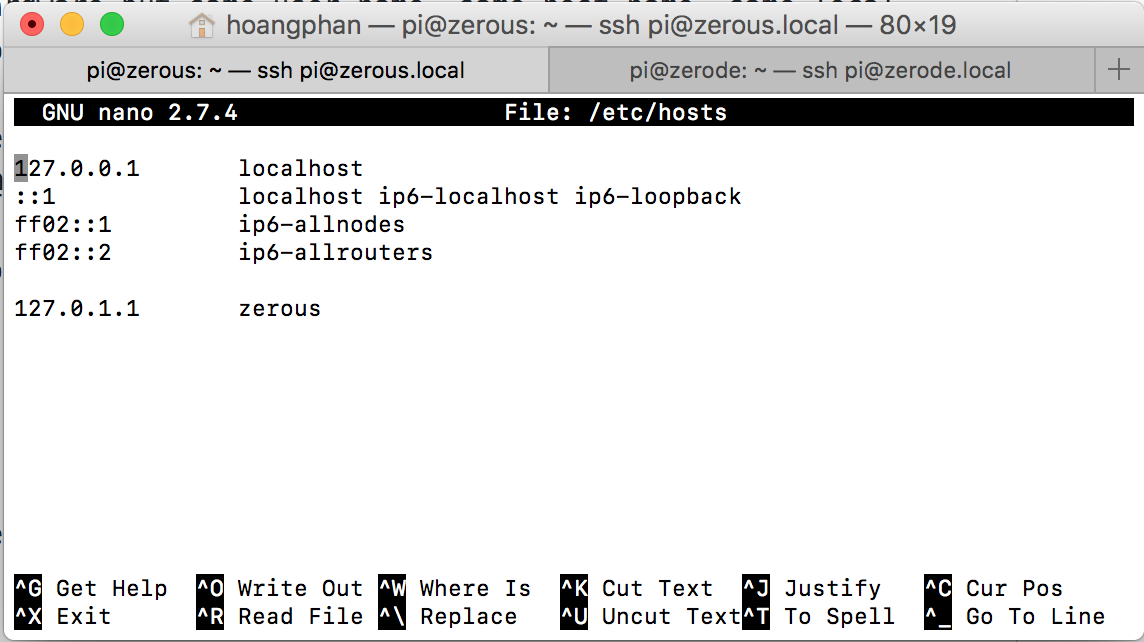 hoangphan — pi@zerous: ~ — ssh pi@zerous.local — 80×19
pi@zerous: ~ — ssh pi@zerous.local pi@zerode: ~ — ssh pi@zerode.local
GNU nano 2.7.4 File: /etc/hosts
127.0.0.1 localhost
::1 localhost ip6-localhost ip6-loopback
ff02::1 ip6-allnodes
ff02::2 ip6-allrouters
127.0.1.1 zerous
^G Get Help ^O Write Out ^W Where Is ^K Cut Text ^J Justify ^C Cur Pos
^X Exit ^R Read File ^\ Replace ^U Uncut Text ^T To Spell ^_ Go To Line